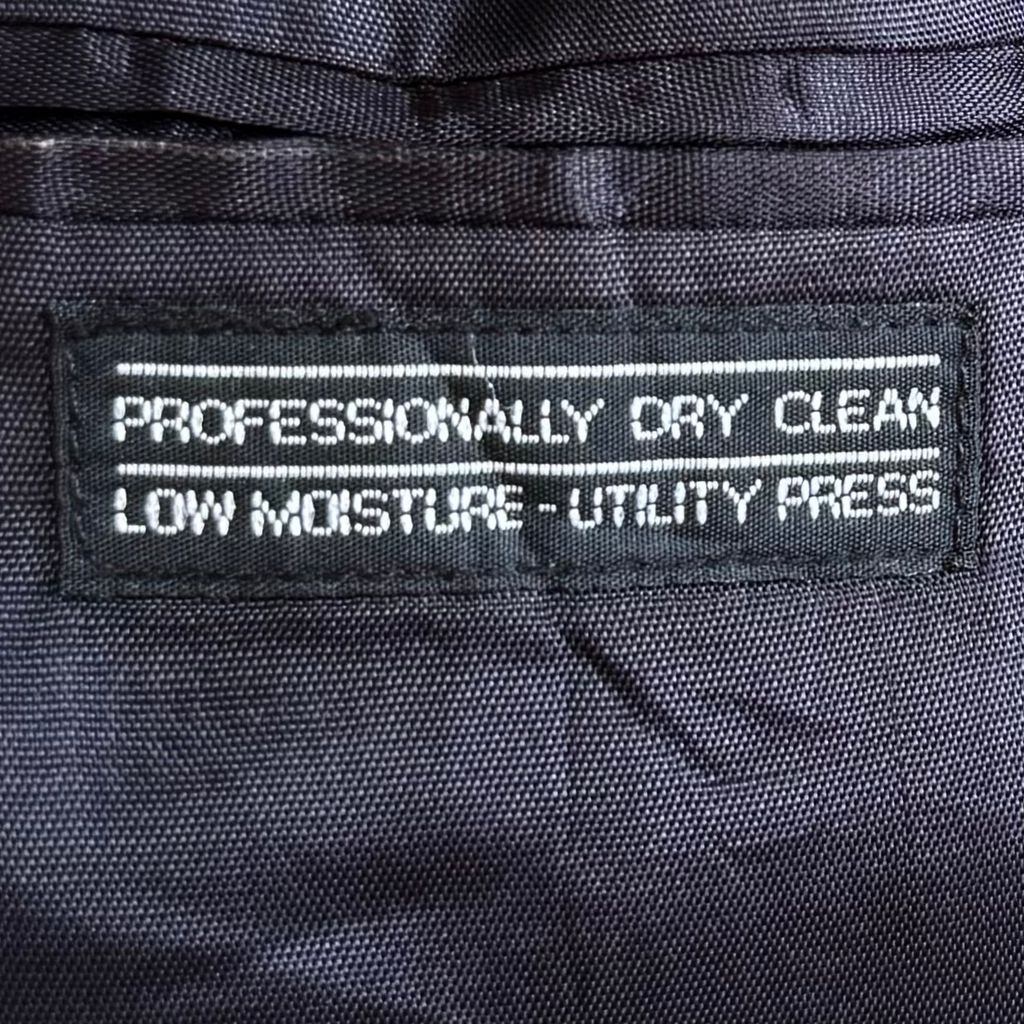 PROFESSIONALLY DRY CLEAN
LOW MOISTURE - UTILITY PRESS